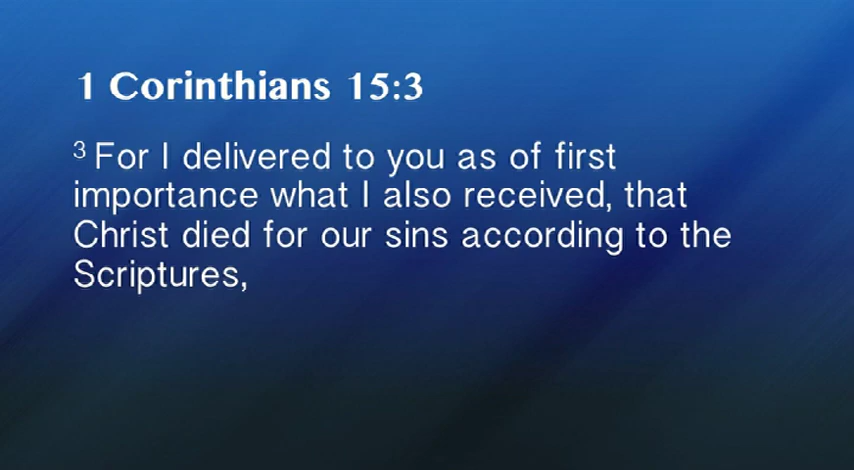 1 Corinthians 15:3
3 For I delivered to you as of first
importance what I also received, that
Christ died for our sins according to the
Scriptures,